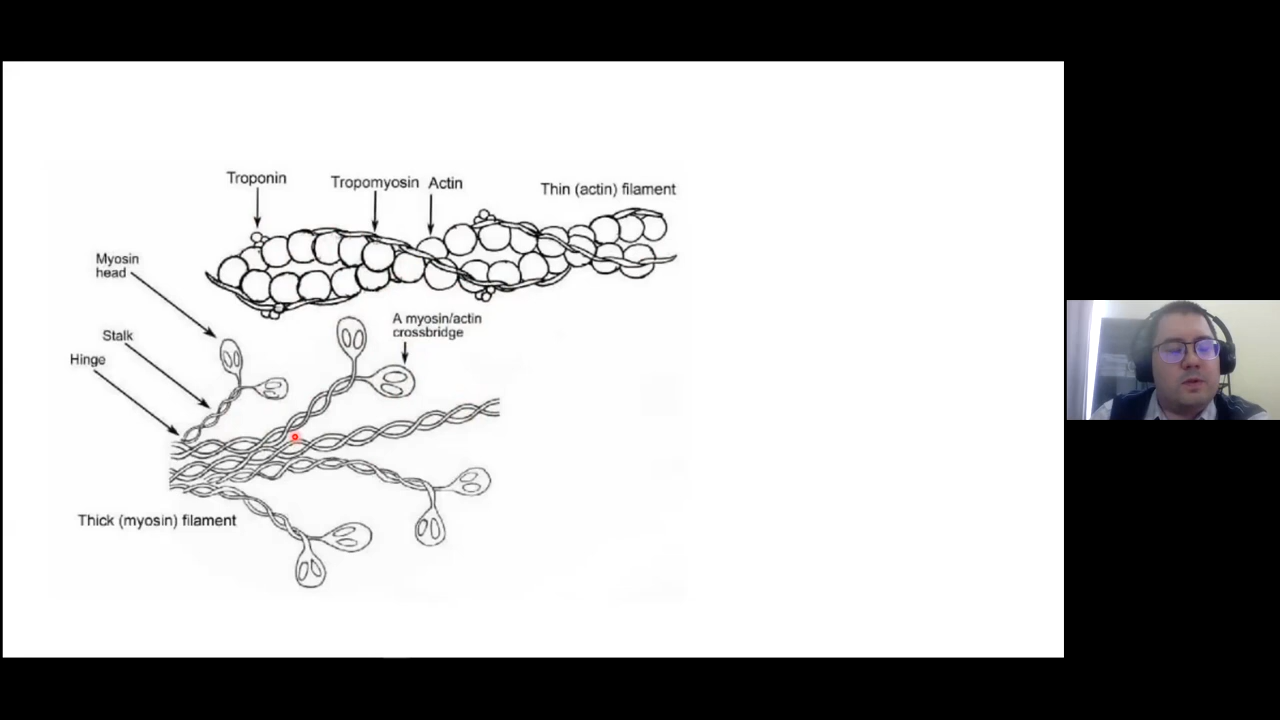 Troponin
Tropomyosin
Actin
Thin (actin) filament
Myosin
head
A myosin/actin
crossbridge
Stalk
Hinge
Thick (myosin) filament